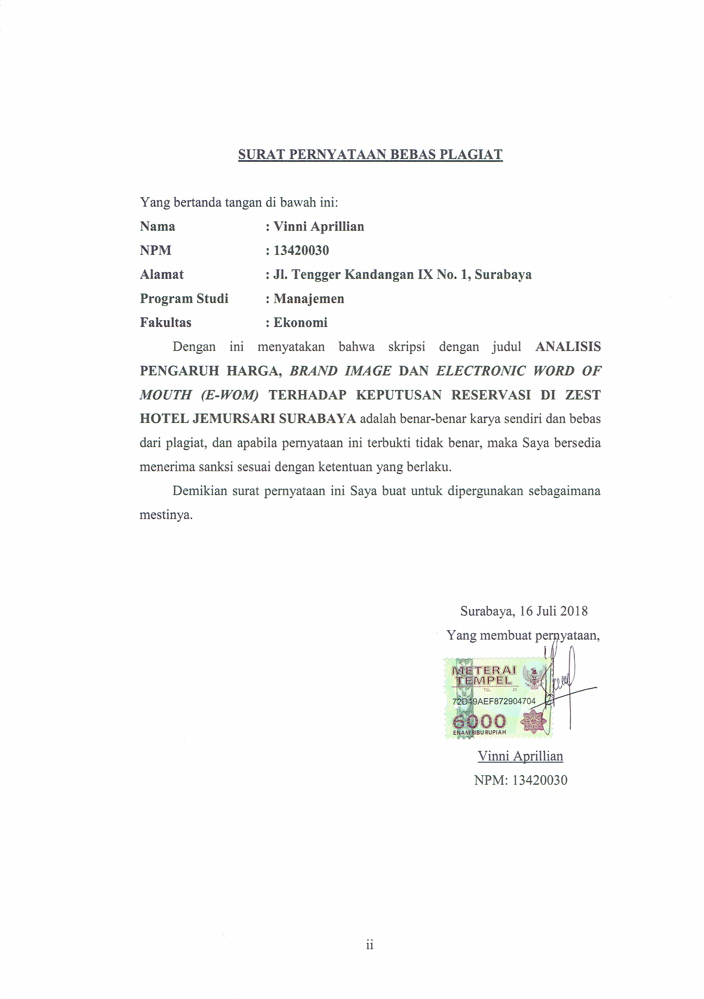 SURAT PERNYATAAN BEBAS PLAGIAT
Yang bertanda tangan di bawah ini:
Nama : Vinni Aprillian
NPM : 13420030
Alamat : Jl. Tengger Kandangan IX No. 1, Surabaya
Program Studi : Manajemen
Fakultas : Ekonomi
Dengan ini menyatakan bahwa skripsi dengan judul ANALISIS
PENGARUH HARGA, BRAND IMAGE DAN ELECTRONIC WORD OF
MOUTH (E-WOM) TERHADAP KEPUTUSAN RESERVASI DI ZEST
HOTEL JEMURSARI SURABAYA adalah benar-benar karya sendiri dan bebas
dari plagiat, dan apabila pernyataan ini terbukti tidak benar, maka Saya bersedia
menerima sanksi sesuai dengan ketentuan yang berlaku.
Demikian surat pernyataan ini Saya buat untuk dipergunakan sebagaimana
mestinya.
Surabaya, 16 Juli 2018
Yang membuat pernyataan,
METERAI
TEMPEL
TGL. 20
72D49AEF872904704
6000
ENAM RIBU RUPIAH
Vinni Aprillian
NPM: 13420030
ii